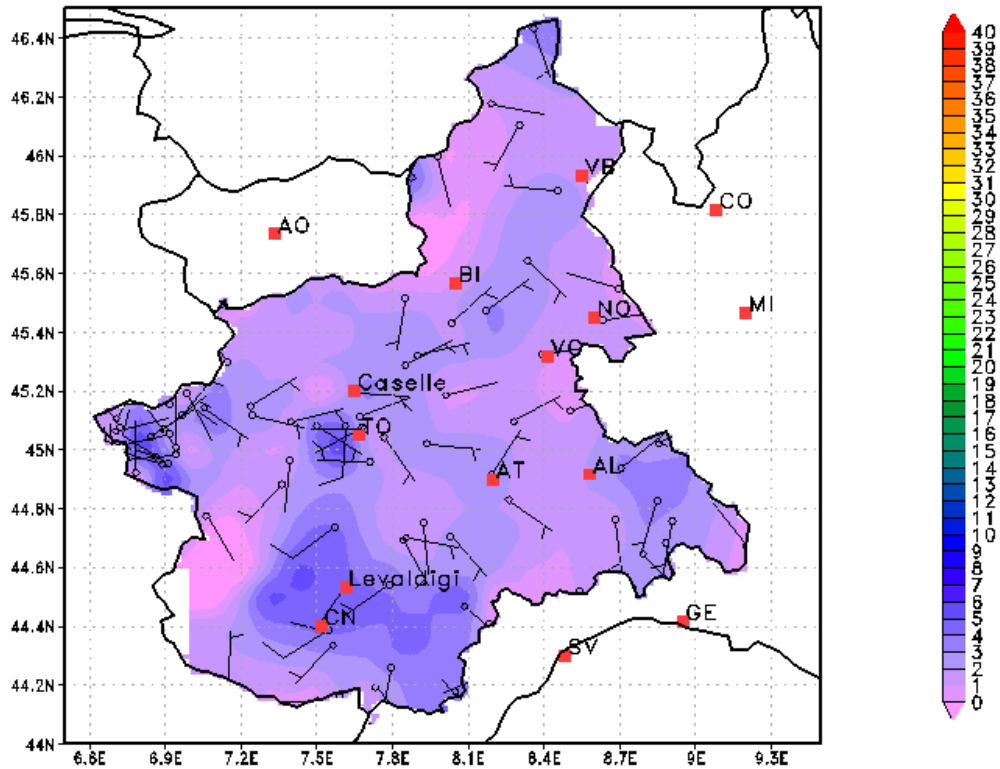 46.4N
46.2N
46N
45.8N
45.6N
45.4N
45.2N
45N
44.8N
44.6N
44.4N
44.2N
44N
6.6E 6.9E 7.2E 7.5E 7.8E 8.1E 8.4E 8.7E 9E 9.3E
VB
CO
AO
BI
MI
NO
VC
Caselle
TO
AT
AL
Levaldigi
CN
GE
SV
40
39
38
37
36
35
34
33
32
31
30
29
28
27
26
25
24
23
22
21
20
19
18
17
16
15
14
13
12
11
10
9
8
7
6
5
4
3
2
1
0